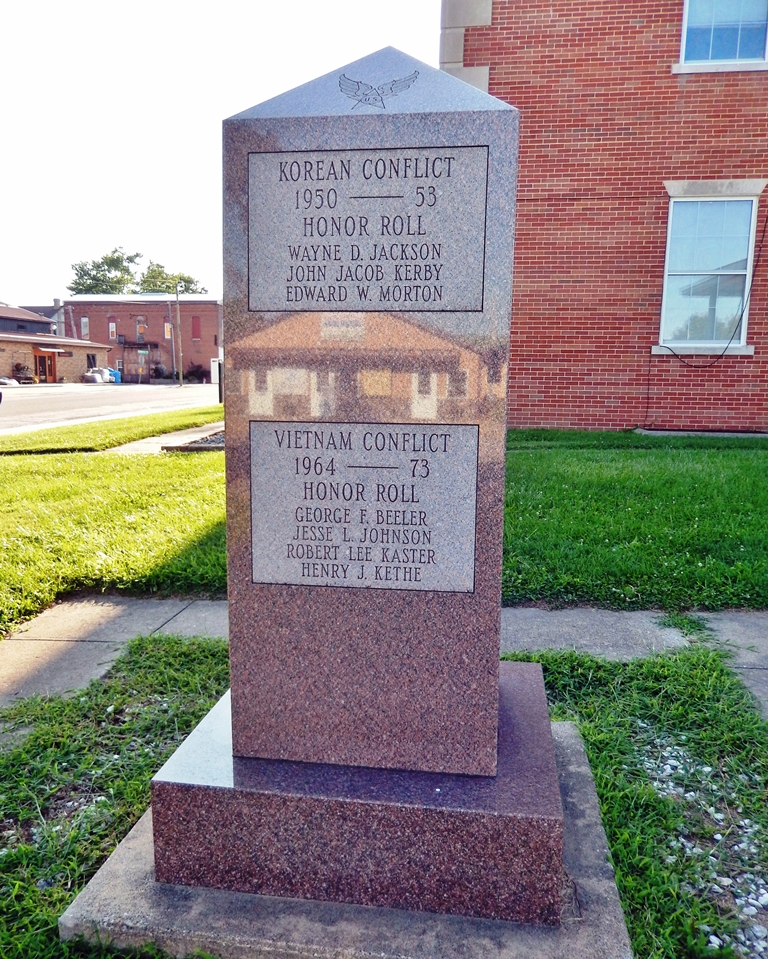 US
KOREAN CONFLICT
1950 — 53
HONOR ROLL
WAYNE D. JACKSON
JOHN JACOB KERBY
EDWARD W. MORTON
VIETNAM CONFLICT
1964 — 73
HONOR ROLL
GEORGE F. BEELER
JESSE L. JOHNSON
ROBERT LEE KASTER
HENRY J. KETHE